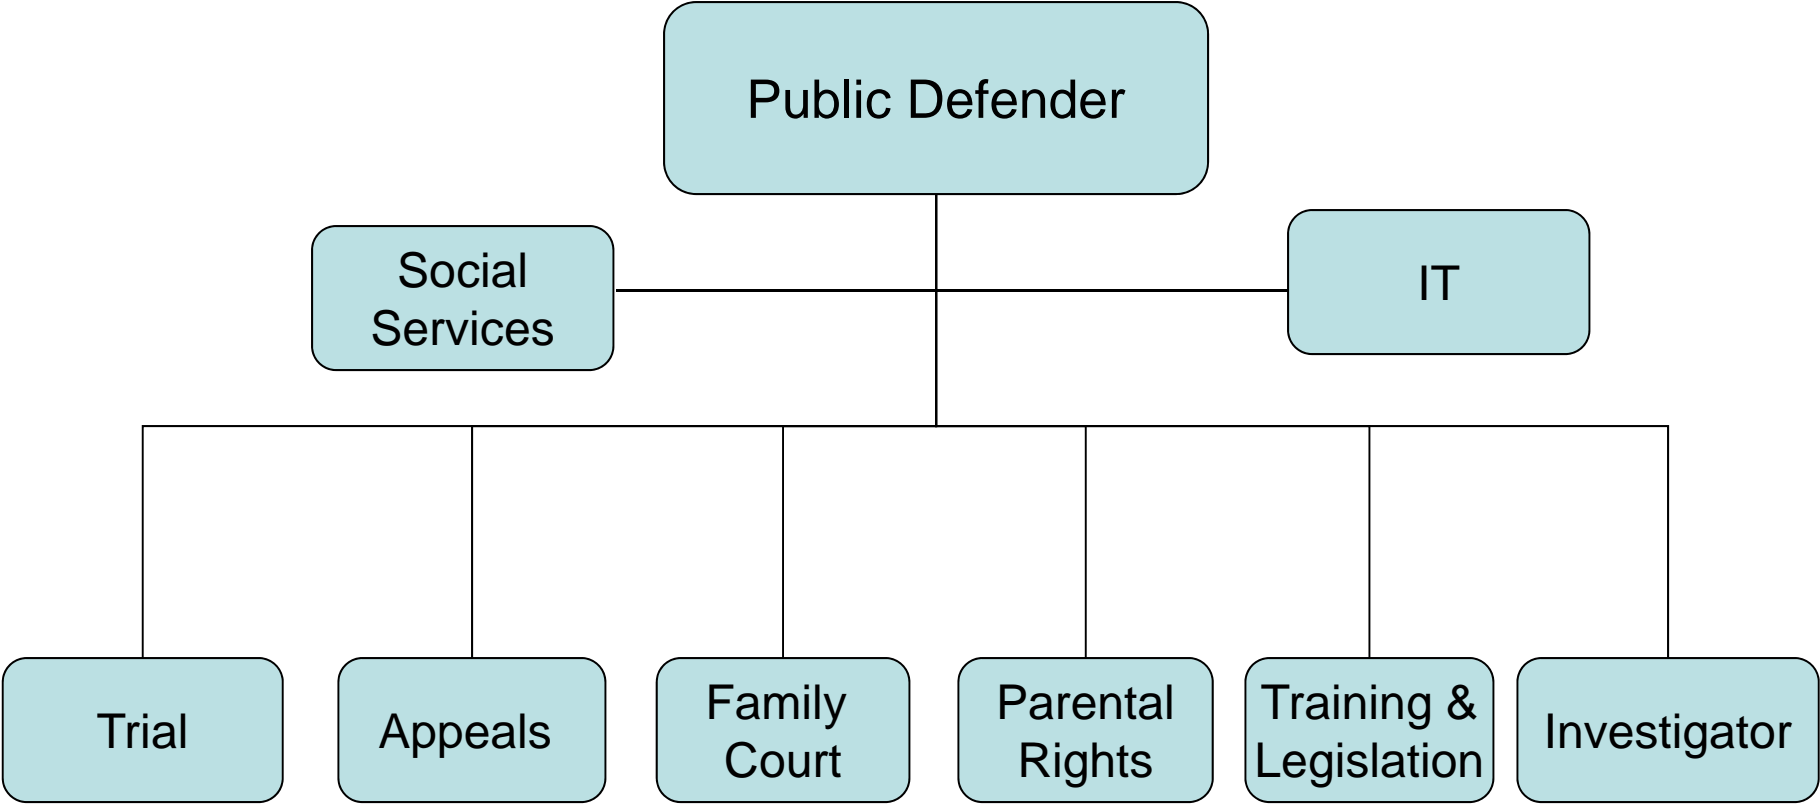 Public Defender
Social
Services
IT
Trial
Appeals
Family
Court
Parental
Rights
Training &
Legislation
Investigator